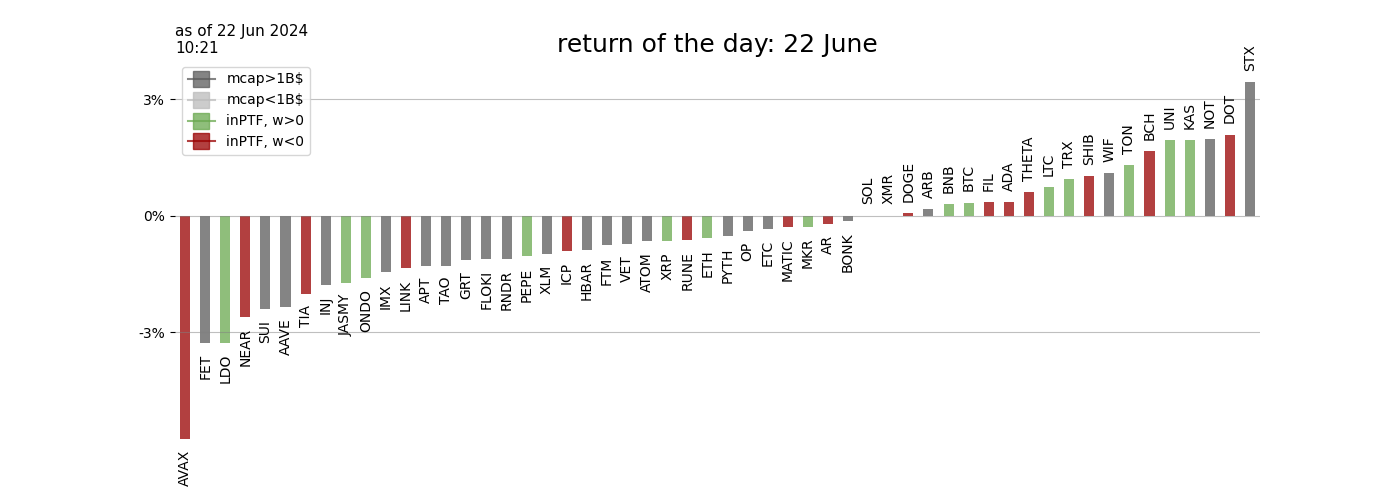 as of 22 Jun 2024
10:21
return of the day: 22 June
mcap>1B$
mcap<1B$
inPTF, w>0
inPTF, w<0
3%
0%
-3%
AVAX
FET
LDO
NEAR
SUI
AAVE
TIA
INJ
JASMY
ONDO
IMX
LINK
APT
TAO
GRT
FLOKI
RNDR
PEPE
XLM
ICP
HBAR
FTM
VET
ATOM
XRP
RUNE
ETH
PYTH
OP
ETC
MATIC
MKR
AR
BONK
SOL
XMR
DOGE
ARB
BNB
BTC
FIL
ADA
THETA
LTC
TRX
SHIB
WIF
TON
BCH
UNI
KAS
NOT
DOT
STX